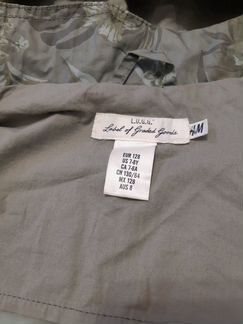 L.O.G.G.
Label of Graded Goods
H&M
EUR 128
US 7-8Y
CA 7-8A
CN 130/64
MX 128
AUS 8